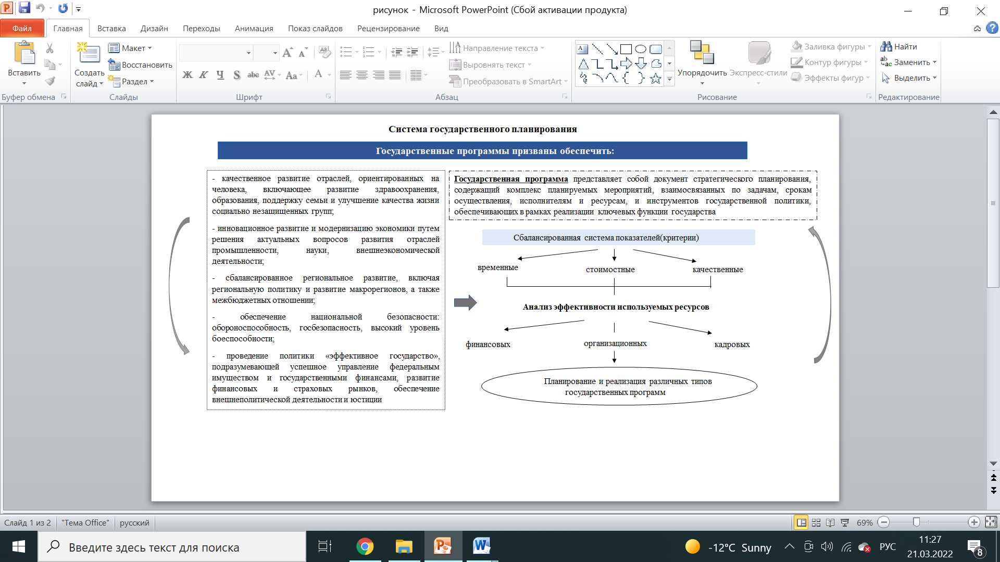 рисунок - Microsoft PowerPoint (Сбой активации продукта)
Файл
Главная
Вставка
Дизайн
Переходы
Анимация
Показ слайдов
Рецензирование
Вид
Вставить
Буфер обмена
Создать
слайд
Макет
Восстановить
Раздел
Слайды
Ж К Ч S abc AV Aa А
Шрифт
Направление текста
Выровнять текст
Преобразовать в SmartArt
Абзац
Упорядочить
Экспресс-стили
Заливка фигуры
Контур фигуры
Эффекты фигур
Рисование
Найти
Заменить
Выделить
Редактирование
Система государственного планирования
Государственные программы призваны обеспечить:
- качественное развитие отраслей, ориентированных на
человека, включающее развитие здравоохранения,
образования, поддержку семьи и улучшение качества жизни
социально незащищенных групп;
- инновационное развитие и модернизацию экономики путем
решения актуальных вопросов развития отраслей
промышленности, науки, внешнеэкономической
деятельности;
- сбалансированное региональное развитие, включая
региональную политику и развитие макрорегионов, а также
межбюджетных отношении;
- обеспечение национальной безопасности:
обороноспособность, госбезопасность, высокий уровень
боеспособности;
- проведение политики «эффективное государство»,
подразумевающей успешное управление федеральным
имуществом и государственными финансами, развитие
финансовых и страховых рынков, обеспечение
внешнеполитической деятельности и юстиции
Государственная программа представляет собой документ стратегического планирования,
содержащий комплекс планируемых мероприятий, взаимосвязанных по задачам, срокам
осуществления, исполнителям и ресурсам, и инструментов государственной политики,
обеспечивающих в рамках реализации ключевых функции государства
Сбалансированная система показателей(критерии)
временные
стоимостные
качественные
Анализ эффективности используемых ресурсов
финансовых
организационных
кадровых
Планирование и реализация различных типов
государственных программ
Слайд 1 из 2
"Тема Office"
русский
69%
Введите здесь текст для поиска
-12°C Sunny
РУС
11:27
21.03.2022
8